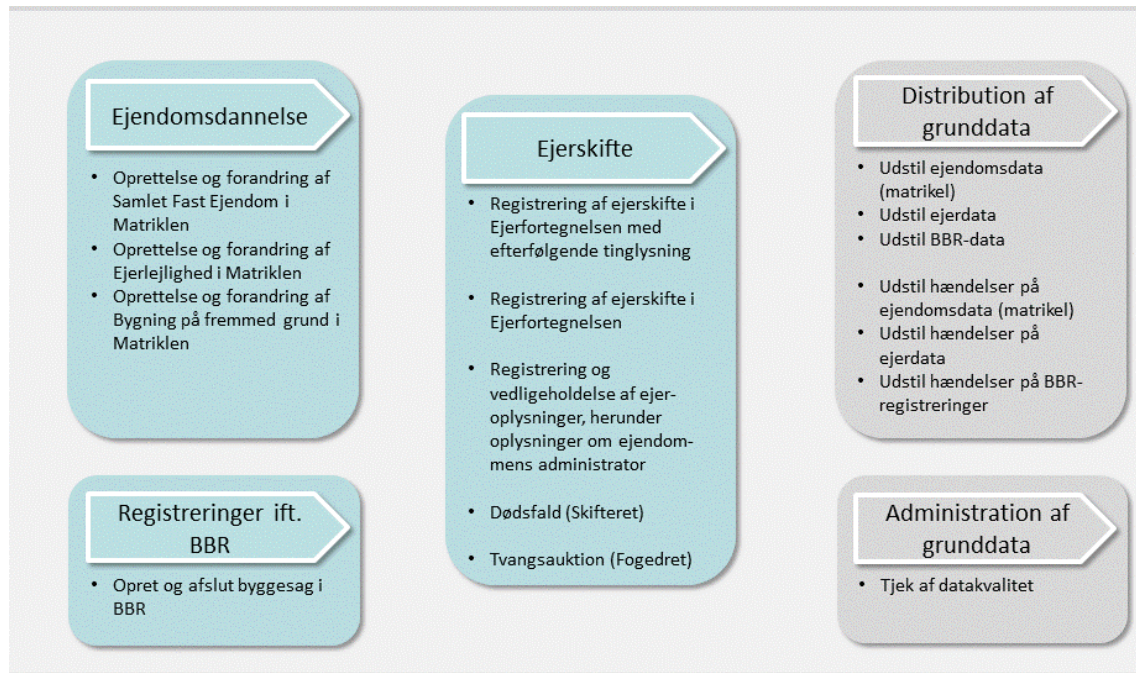 Ejendomsdannelse
• Oprettelse og forandring af
Samlet Fast Ejendom i
Matriklen
• Oprettelse og forandring af
Ejerlejlighed i Matriklen
• Oprettelse og forandring af
Bygning på fremmed grund i
Matriklen
Registreringer ift.
BBR
• Opret og afslut byggesag i
BBR
Ejerskifte
• Registrering af ejerskifte i
Ejerfortegnelsen med
efterfølgende tinglysning
• Registrering af ejerskifte i
Ejerfortegnelsen
• Registrering og
vedligeholdelse af ejer-
oplysninger, herunder
oplysninger om ejendom-
mens administrator
• Dødsfald (Skifteret)
• Tvangsauktion (Fogedret)
Distribution af
grunddata
• Udstil ejendomsdata
(matrikel)
• Udstil ejerdata
• Udstil BBR-data
• Udstil hændelser på
ejendomsdata (matrikel)
• Udstil hændelser på
ejerdata
• Udstil hændelser på BBR-
registreringer
Administration af
grunddata
• Tjek af datakvalitet